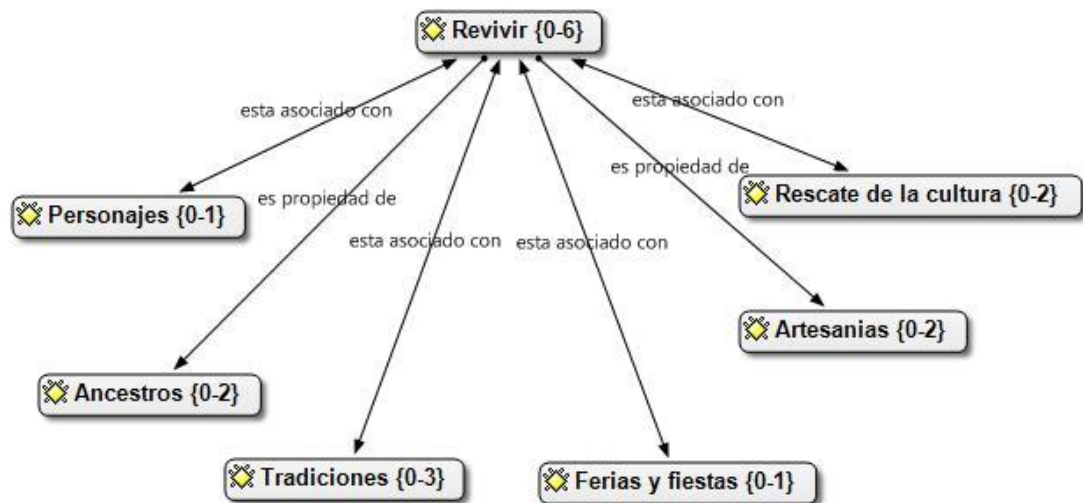 Revivir {0-6}
esta asociado con
esta asociado con
es propiedad de
Rescate de la cultura {0-2}
es propiedad de
Personajes {0-1}
esta asociado con
esta asociado con
Artesanias {0-2}
Ancestros {0-2}
Tradiciones {0-3}
Ferias y fiestas {0-1}